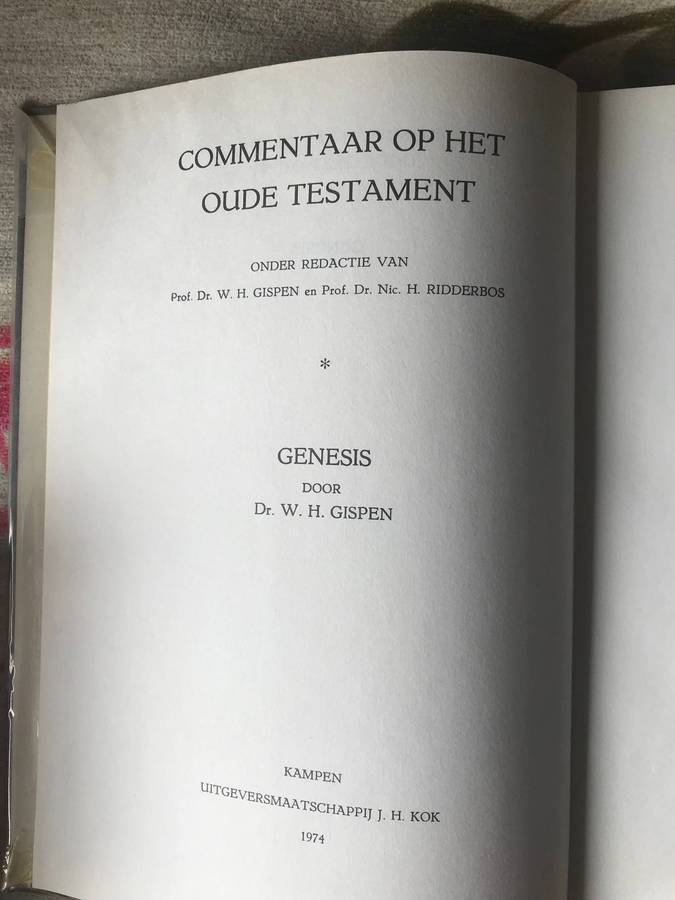 COMMENTAAR OP HET
OUDE TESTAMENT
ONDER REDACTIE VAN
Prof. Dr. W. H. GISPEN en Prof. Dr. Nic. H. RIDDERBOS
*
GENESIS
DOOR
Dr. W. H. GISPEN
KAMPEN
UITGEVERSMAATSCHAPPIJ J. H. KOK
1974